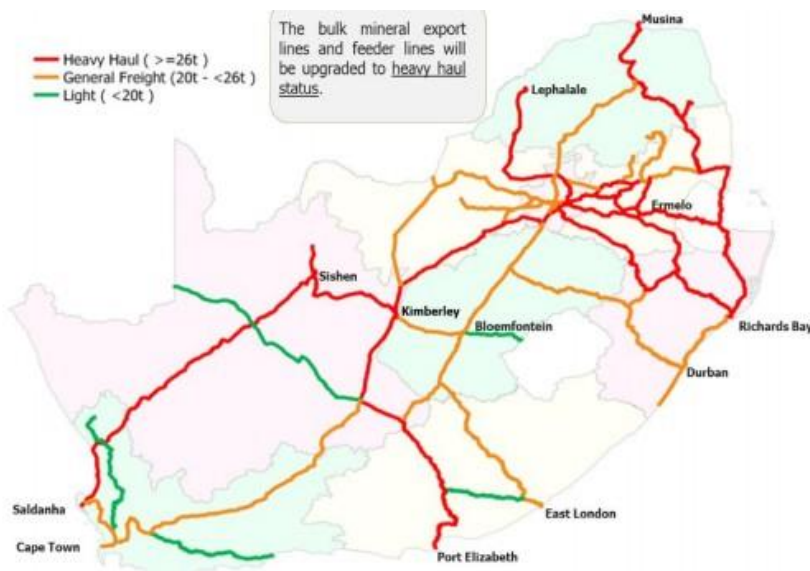 The bulk mineral export
lines and feeder lines will
be upgraded to heavy haul
status.
Heavy Haul ( >=26t )
General Freight (20t - <26t )
Light ( <20t )
Musina
Lephalale
Ermelo
Sishen
Kimberley
Bloemfontein
Richards Bay
Durban
Saldanha
Cape Town
East London
Port Elizabeth